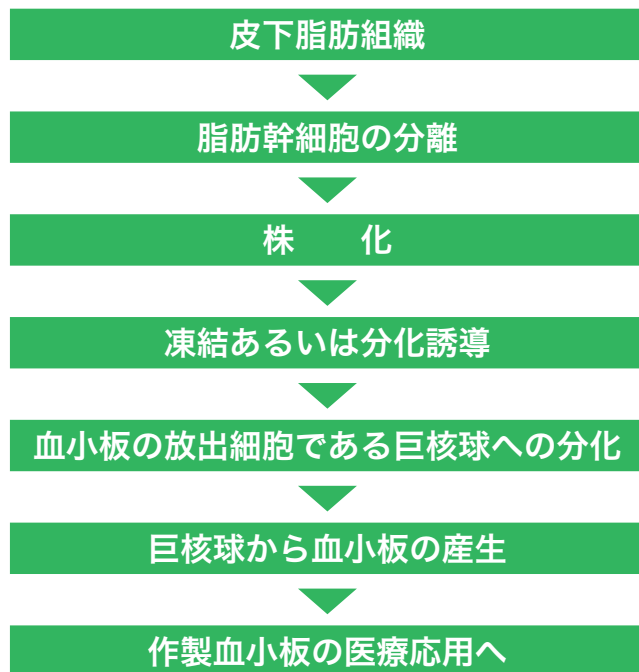 皮下脂肪組織
脂肪幹細胞の分離
株　　化
凍結あるいは分化誘導
血小板の放出細胞である巨核球への分化
巨核球から血小板の産生
作製血小板の医療応用へ